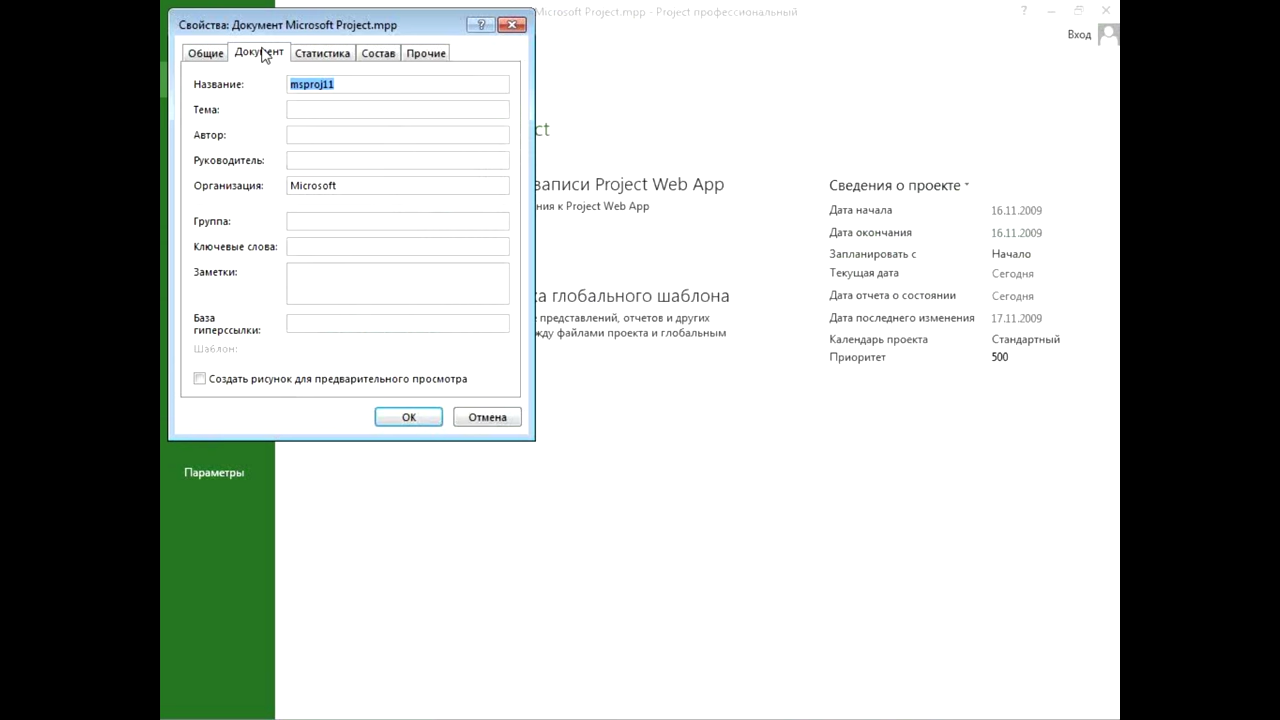 Свойства: Документ Microsoft Project.mpp
Microsoft Project.mpp - Project профессиональный
Вход
Общие
Документ
Статистика
Состав
Прочие
Название: msproj11
Тема:
Автор:
Руководитель:
Организация: Microsoft
Группа:
Ключевые слова:
Заметки:
База
гиперссылки:
Шаблон:
Создать рисунок для предварительного просмотра
ОК
Отмена
ct
записи Project Web App
ния к Project Web App
ка глобального шаблона
е представлений, отчетов и других
жду файлами проекта и глобальным
Сведения о проекте
Дата начала 16.11.2009
Дата окончания 16.11.2009
Запланировать с Начало
Текущая дата Сегодня
Дата отчета о состоянии Сегодня
Дата последнего изменения 17.11.2009
Календарь проекта Стандартный
Приоритет 500
Параметры